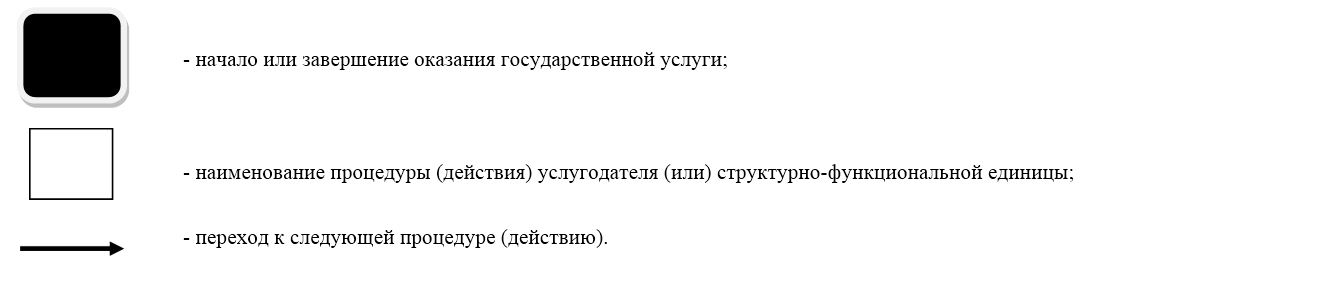 - начало или завершение оказания государственной услуги;
- наименование процедуры (действия) услугодателя (или) структурно-функциональной единицы;
- переход к следующей процедуре (действию).